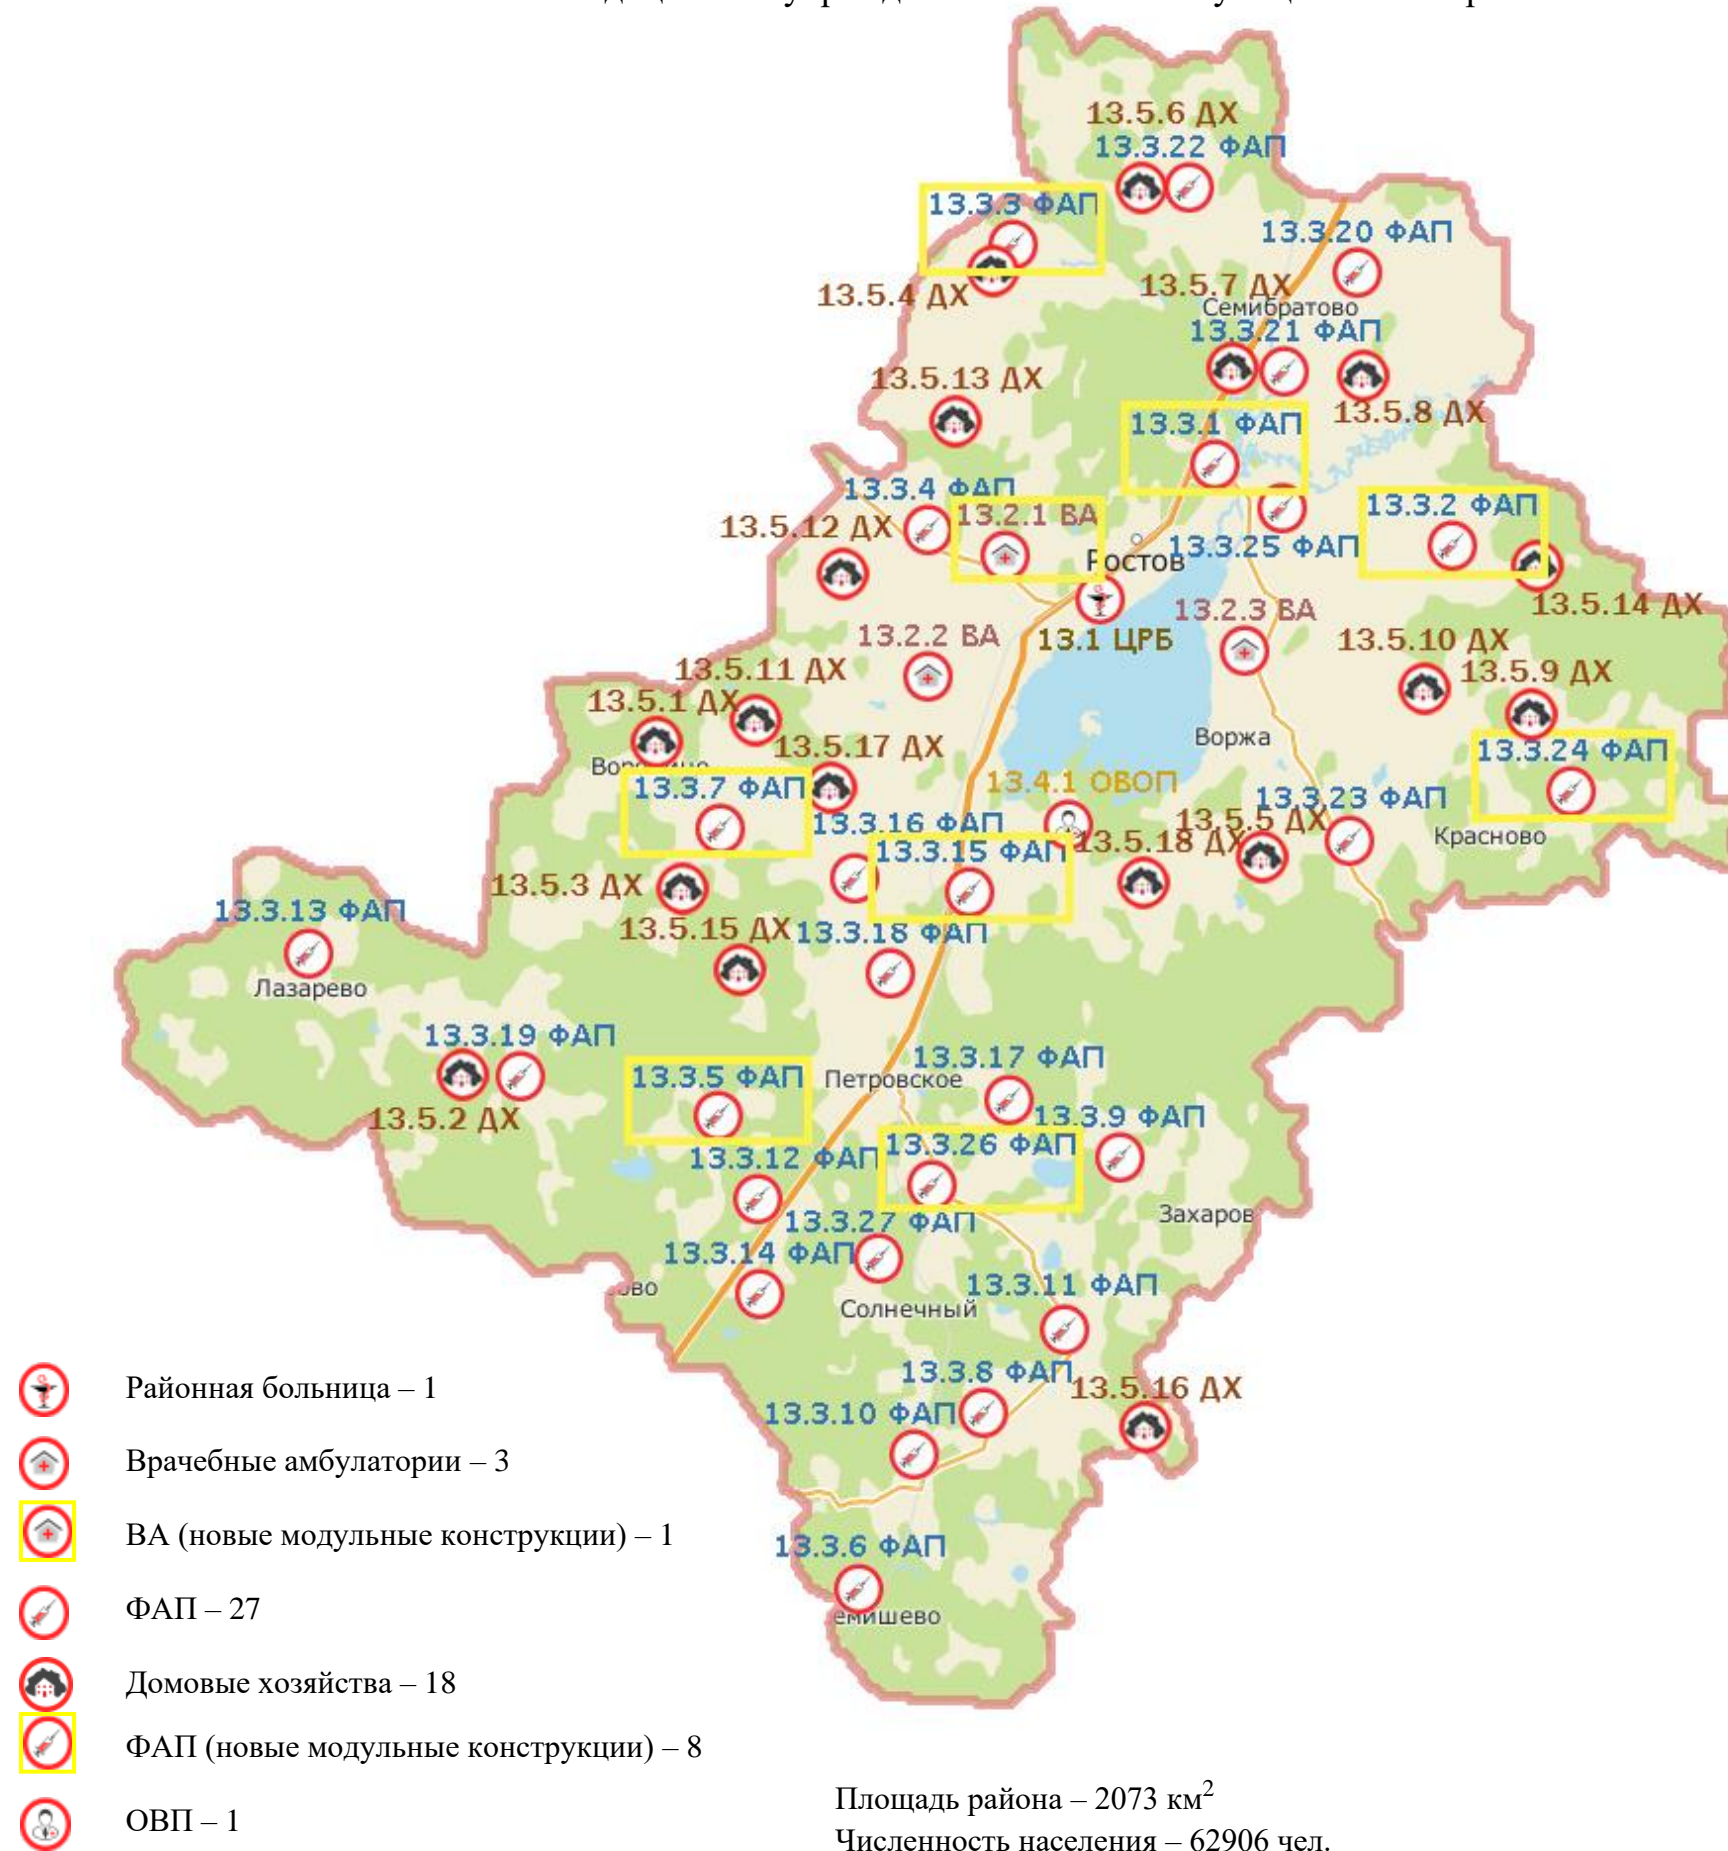 13.5.6 ДХ
13.3.22 ФАП
13.3.3 ФАП
13.3.20 ФАП
13.5.4 ДХ
13.5.7 ДХ
Семибратово
13.3.21 ФАП
13.5.13 ДХ
13.5.8 ДХ
13.3.1 ФАП
13.3.4 ФАП
13.2.1 ВА
13.3.2 ФАП
13.5.12 ДХ
Ростов
13.3.25 ФАП
13.5.14 ДХ
13.2.3 ВА
13.2.2 ВА
13.1 ЦРБ
13.5.10 ДХ
13.5.11 ДХ
13.5.9 ДХ
13.5.1 ДХ
Воржа
13.5.17 ДХ
13.3.24 ФАП
13.3.7 ФАП
13.4.1 ОВОП
13.3.23 ФАП
13.3.16 ФАП
13.5.5 ДХ
13.5.18 ДХ
Красново
13.3.15 ФАП
13.5.3 ДХ
13.3.13 ФАП
13.5.15 ДХ
13.3.18 ФАП
Лазарево
13.3.19 ФАП
13.3.17 ФАП
13.3.5 ФАП
Петровское
13.5.2 ДХ
13.3.9 ФАП
13.3.26 ФАП
13.3.12 ФАП
Захаров
13.3.27 ФАП
13.3.14 ФАП
13.3.11 ФАП
Солнечный
13.3.8 ФАП
13.5.16 ДХ
13.3.10 ФАП
13.3.6 ФАП
емишево
Районная больница – 1
Врачебные амбулатории – 3
ВА (новые модульные конструкции) – 1
ФАП – 27
Домовые хозяйства – 18
ФАП (новые модульные конструкции) – 8
ОВП – 1
Площадь района – 2073 км²
Численность населения – 62906 чел.